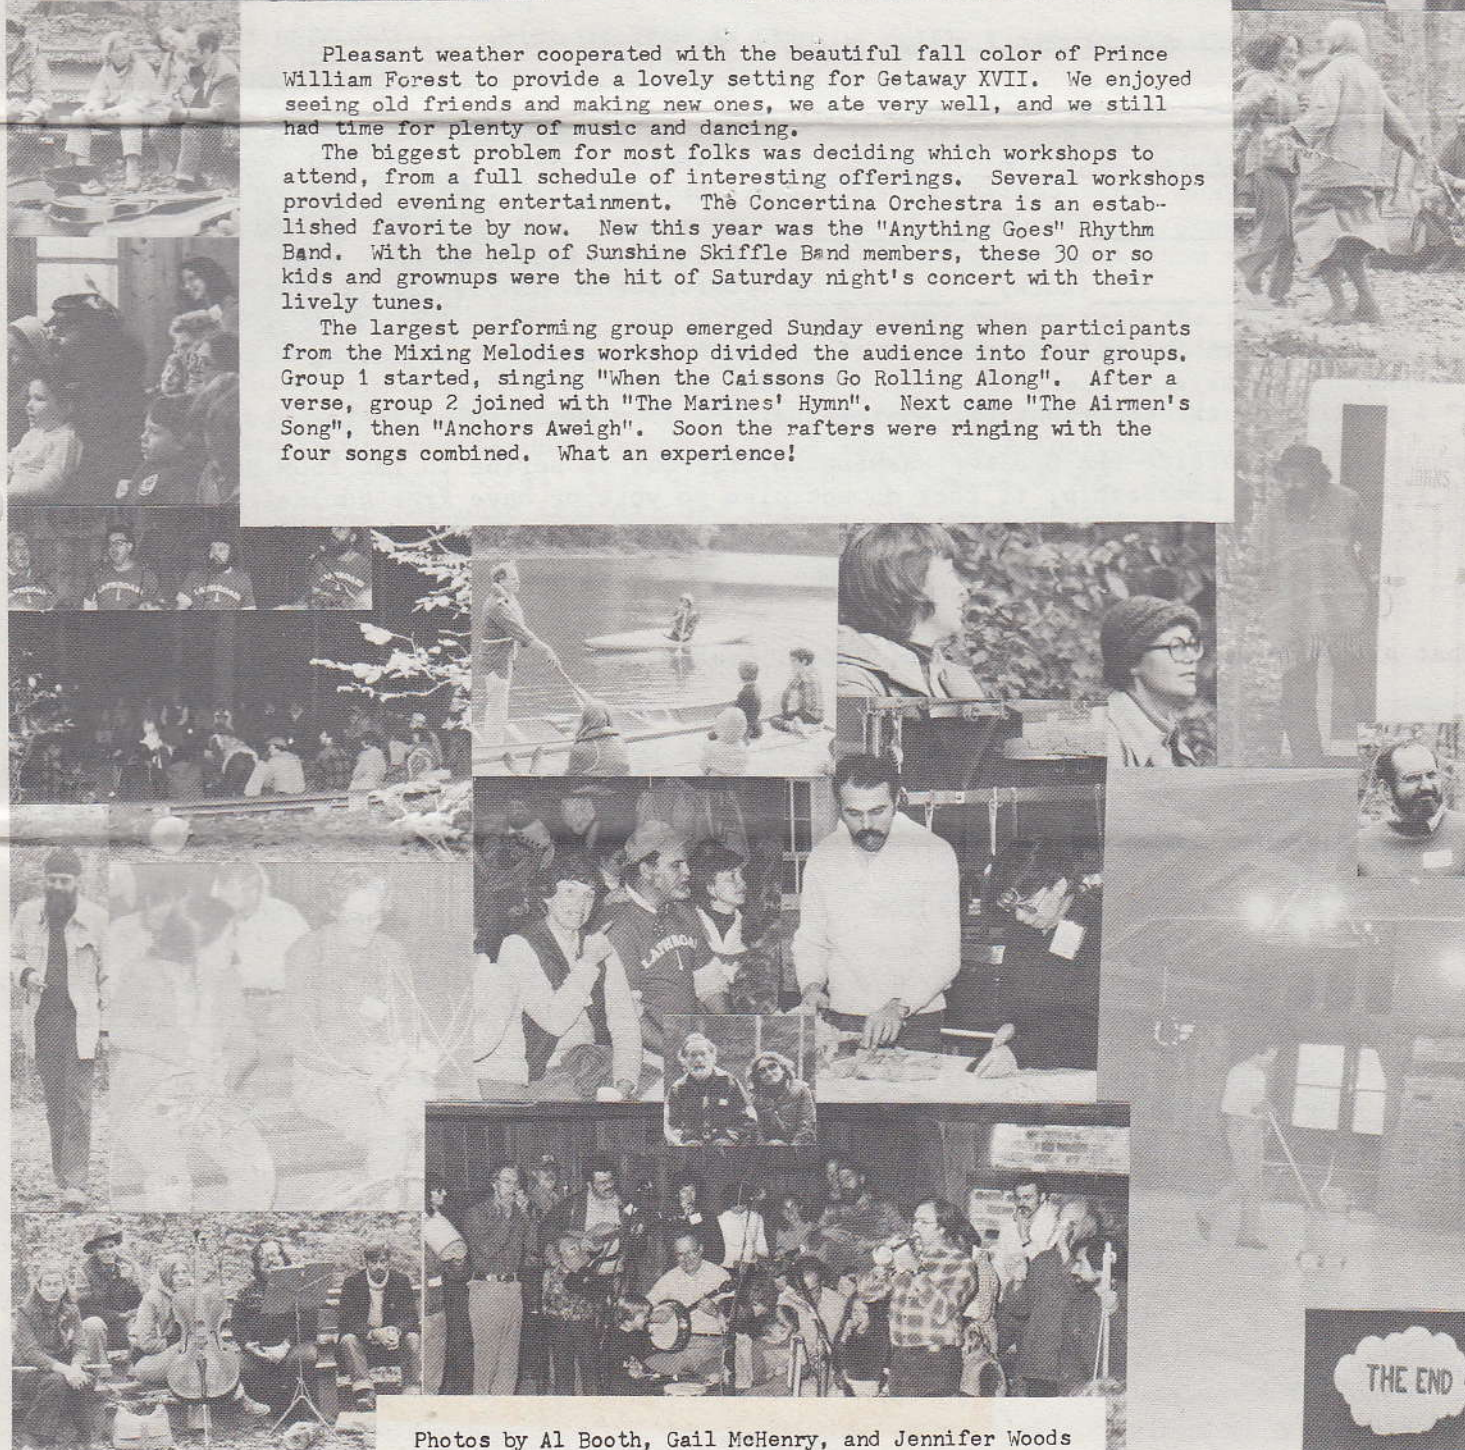 Pleasant weather cooperated with the beautiful fall color of Prince
William Forest to provide a lovely setting for Getaway XVII. We enjoyed
seeing old friends and making new ones, we ate very well, and we still
had time for plenty of music and dancing.
The biggest problem for most folks was deciding which workshops to
attend, from a full schedule of interesting offerings. Several workshops
provided evening entertainment. The Concertina Orchestra is an estab-
lished favorite by now. New this year was the "Anything Goes" Rhythm
Band. With the help of Sunshine Skiffle Band members, these 30 or so
kids and grownups were the hit of Saturday night's concert with their
lively tunes.
The largest performing group emerged Sunday evening when participants
from the Mixing Melodies workshop divided the audience into four groups.
Group 1 started, singing "When the Caissons Go Rolling Along". After a
verse, group 2 joined with "The Marines' Hymn". Next came "The Airmen's
Song", then "Anchors Aweigh". Soon the rafters were ringing with the
four songs combined. What an experience!
JOHNS
THE END
Photos by Al Booth, Gail McHenry, and Jennifer Woods